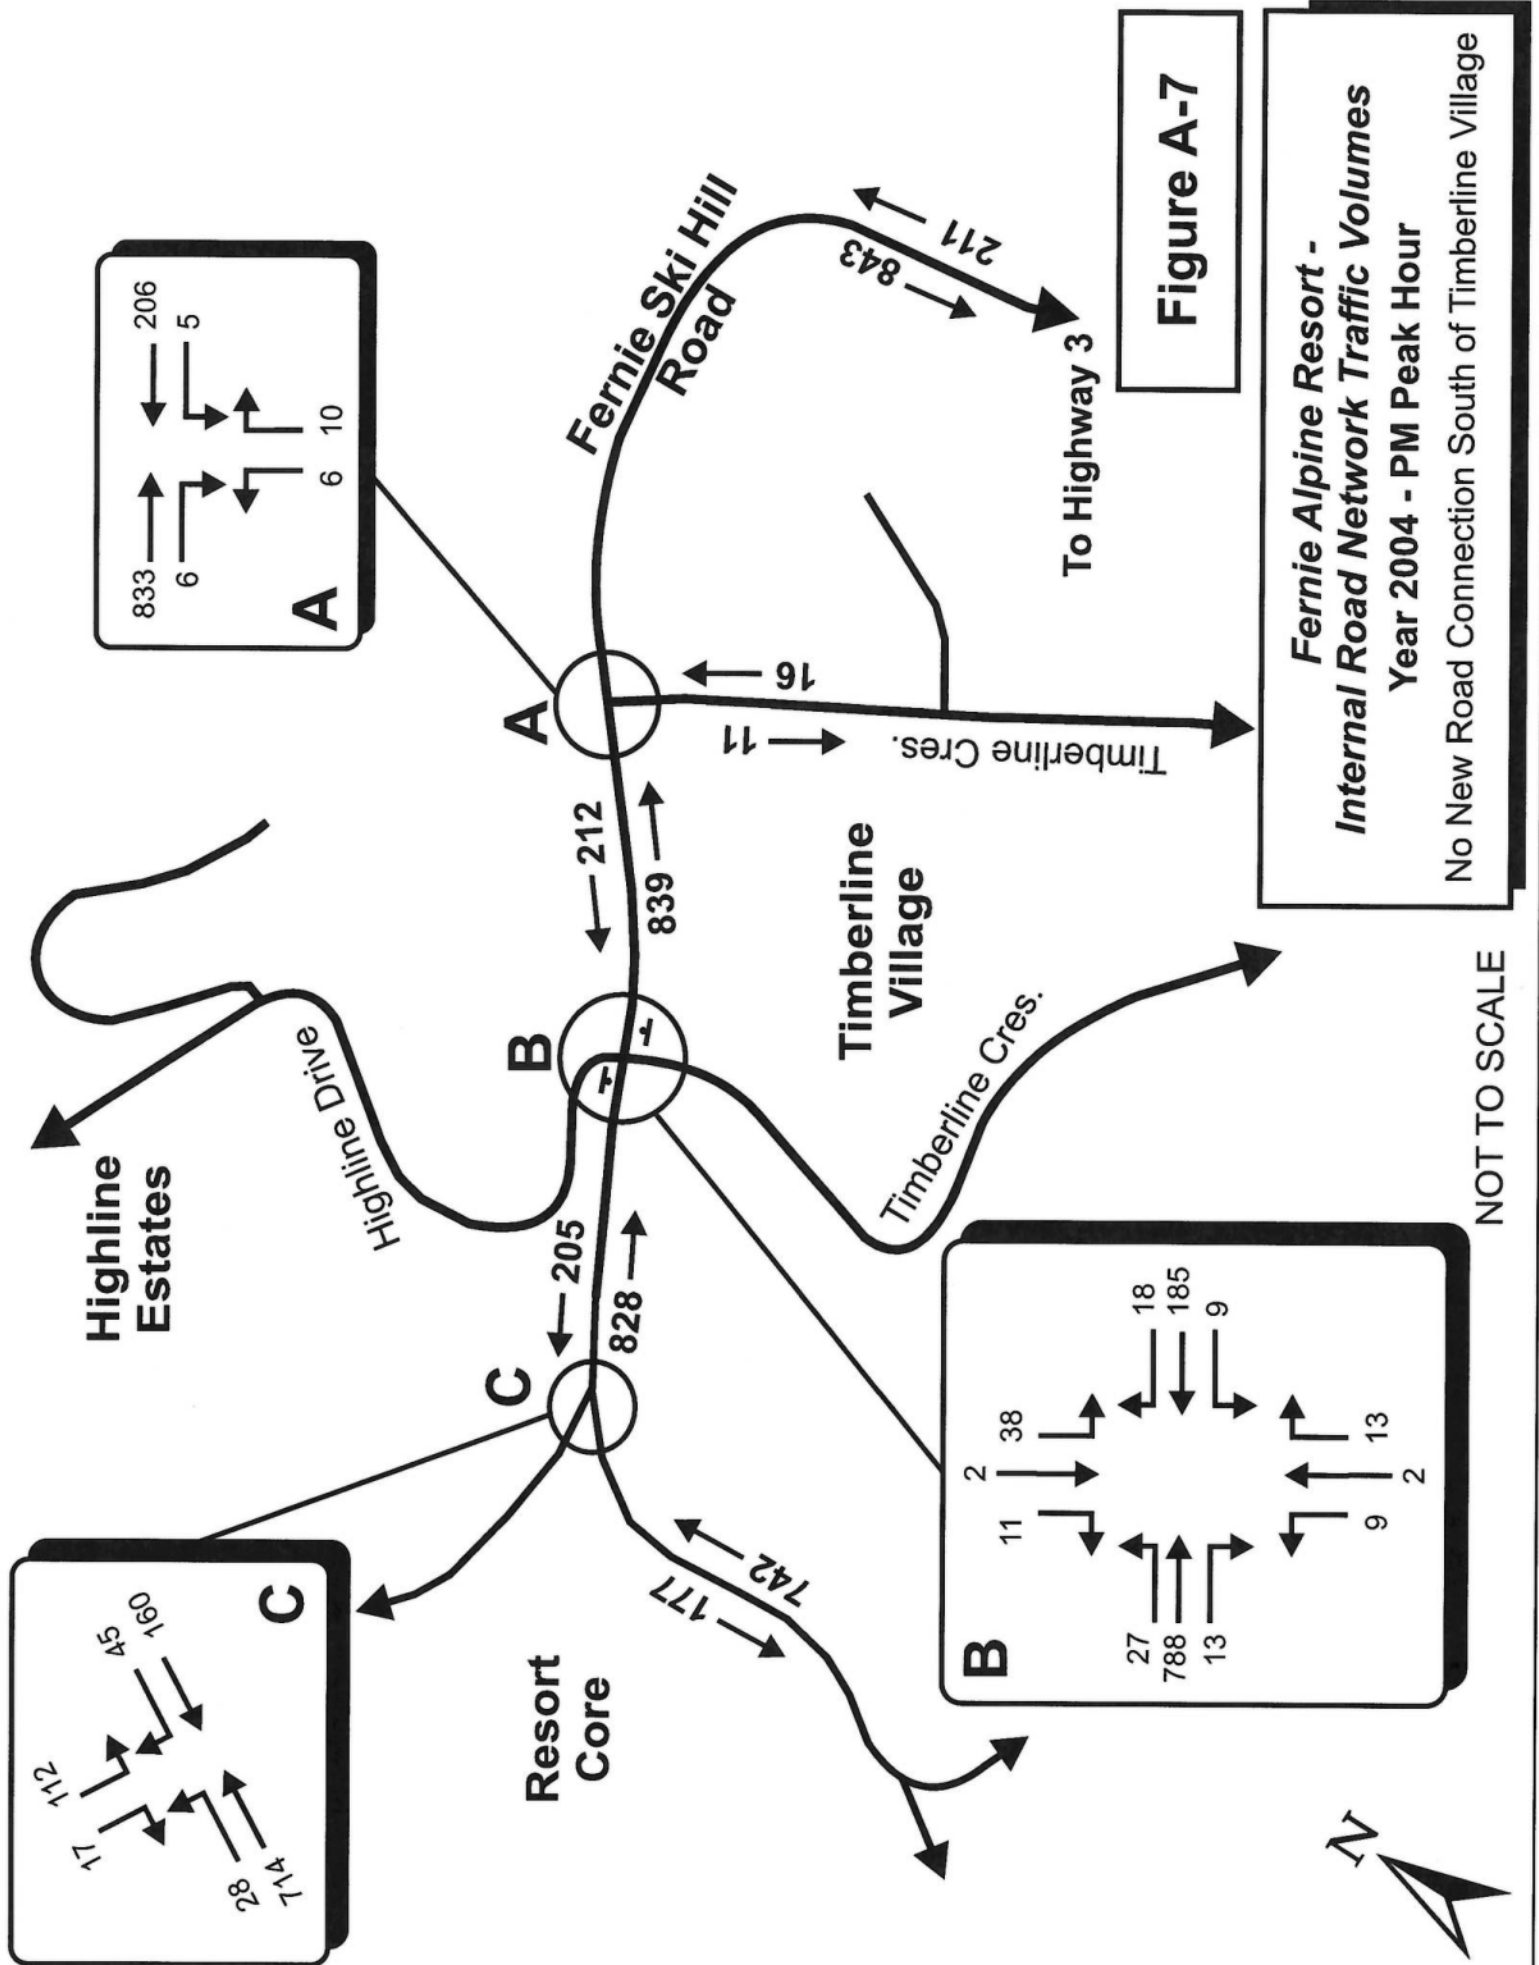 C
17
112
45
160
28
714
Highline
Estates
Highline Drive
833
206
6
5
6
10
A
Resort
Core
C
205
828
B
212
839
A
Fernie Ski Hill
Road
177
742
Timberline
Village
Timberline Cres.
11
16
Timberline Cres.
843
211
To Highway 3
B
11
2
38
27
788
13
18
185
9
9
2
13
N
NOT TO SCALE
Figure A-7
Fernie Alpine Resort -
Internal Road Network Traffic Volumes
Year 2004 - PM Peak Hour
No New Road Connection South of Timberline Village